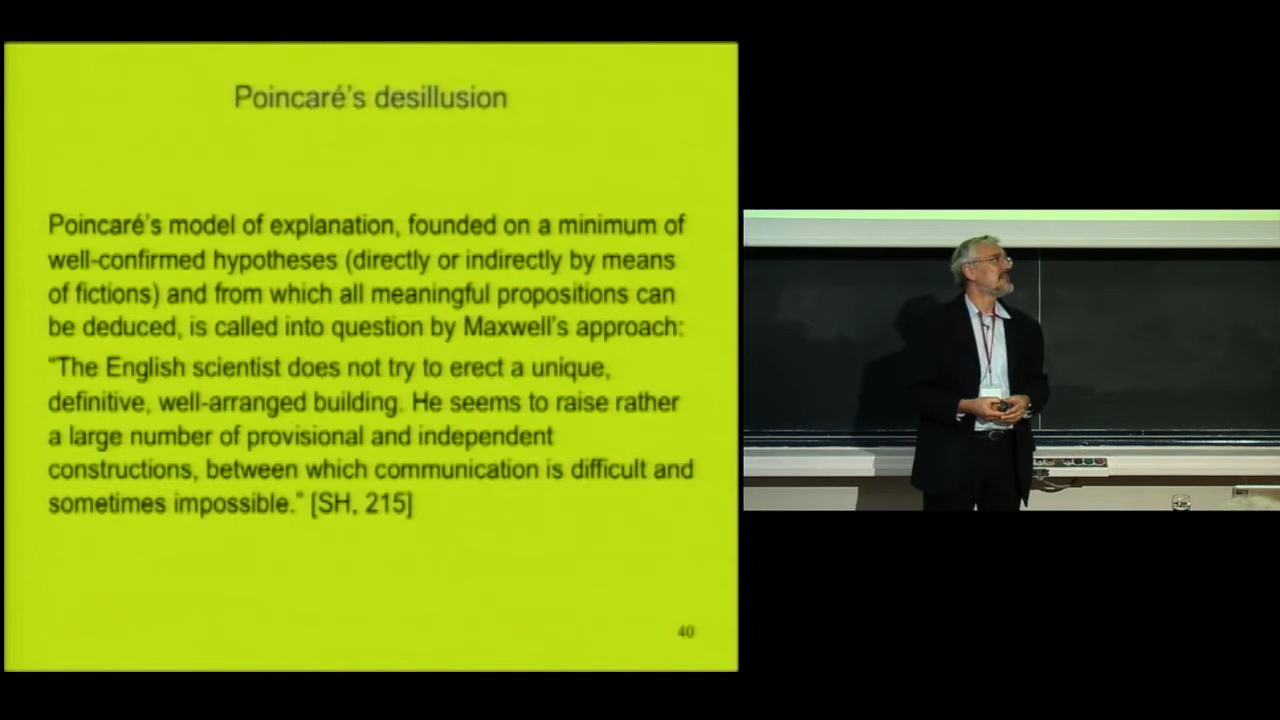 Poincaré’s desillusion
Poincaré’s model of explanation, founded on a minimum of
well-confirmed hypotheses (directly or indirectly by means
of fictions) and from which all meaningful propositions can
be deduced, is called into question by Maxwell’s approach:
“The English scientist does not try to erect a unique,
definitive, well-arranged building. He seems to raise rather
a large number of provisional and independent
constructions, between which communication is difficult and
sometimes impossible.” [SH, 215]
40